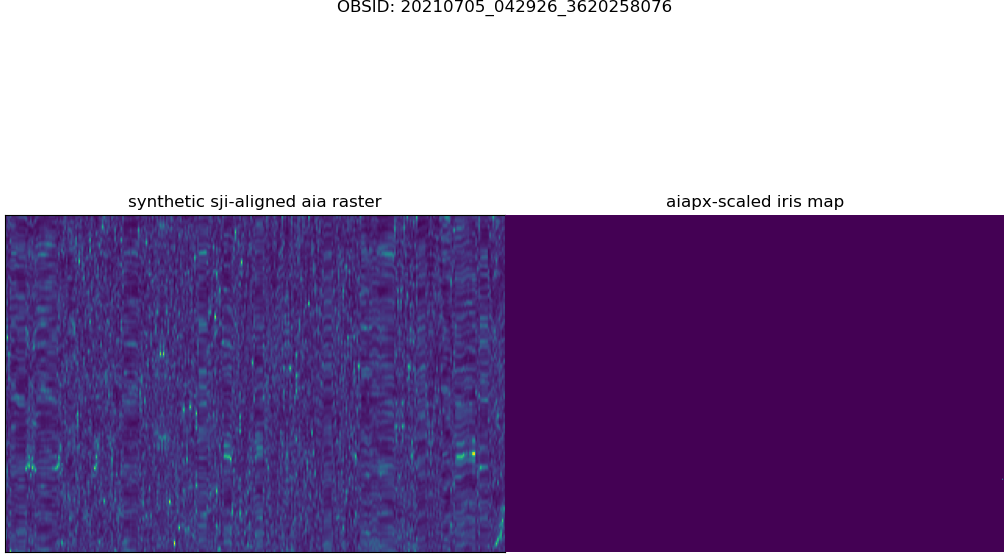 OBSID: 20210705_042926_3620258076
synthetic sji-aligned aia raster
aiapx-scaled iris map